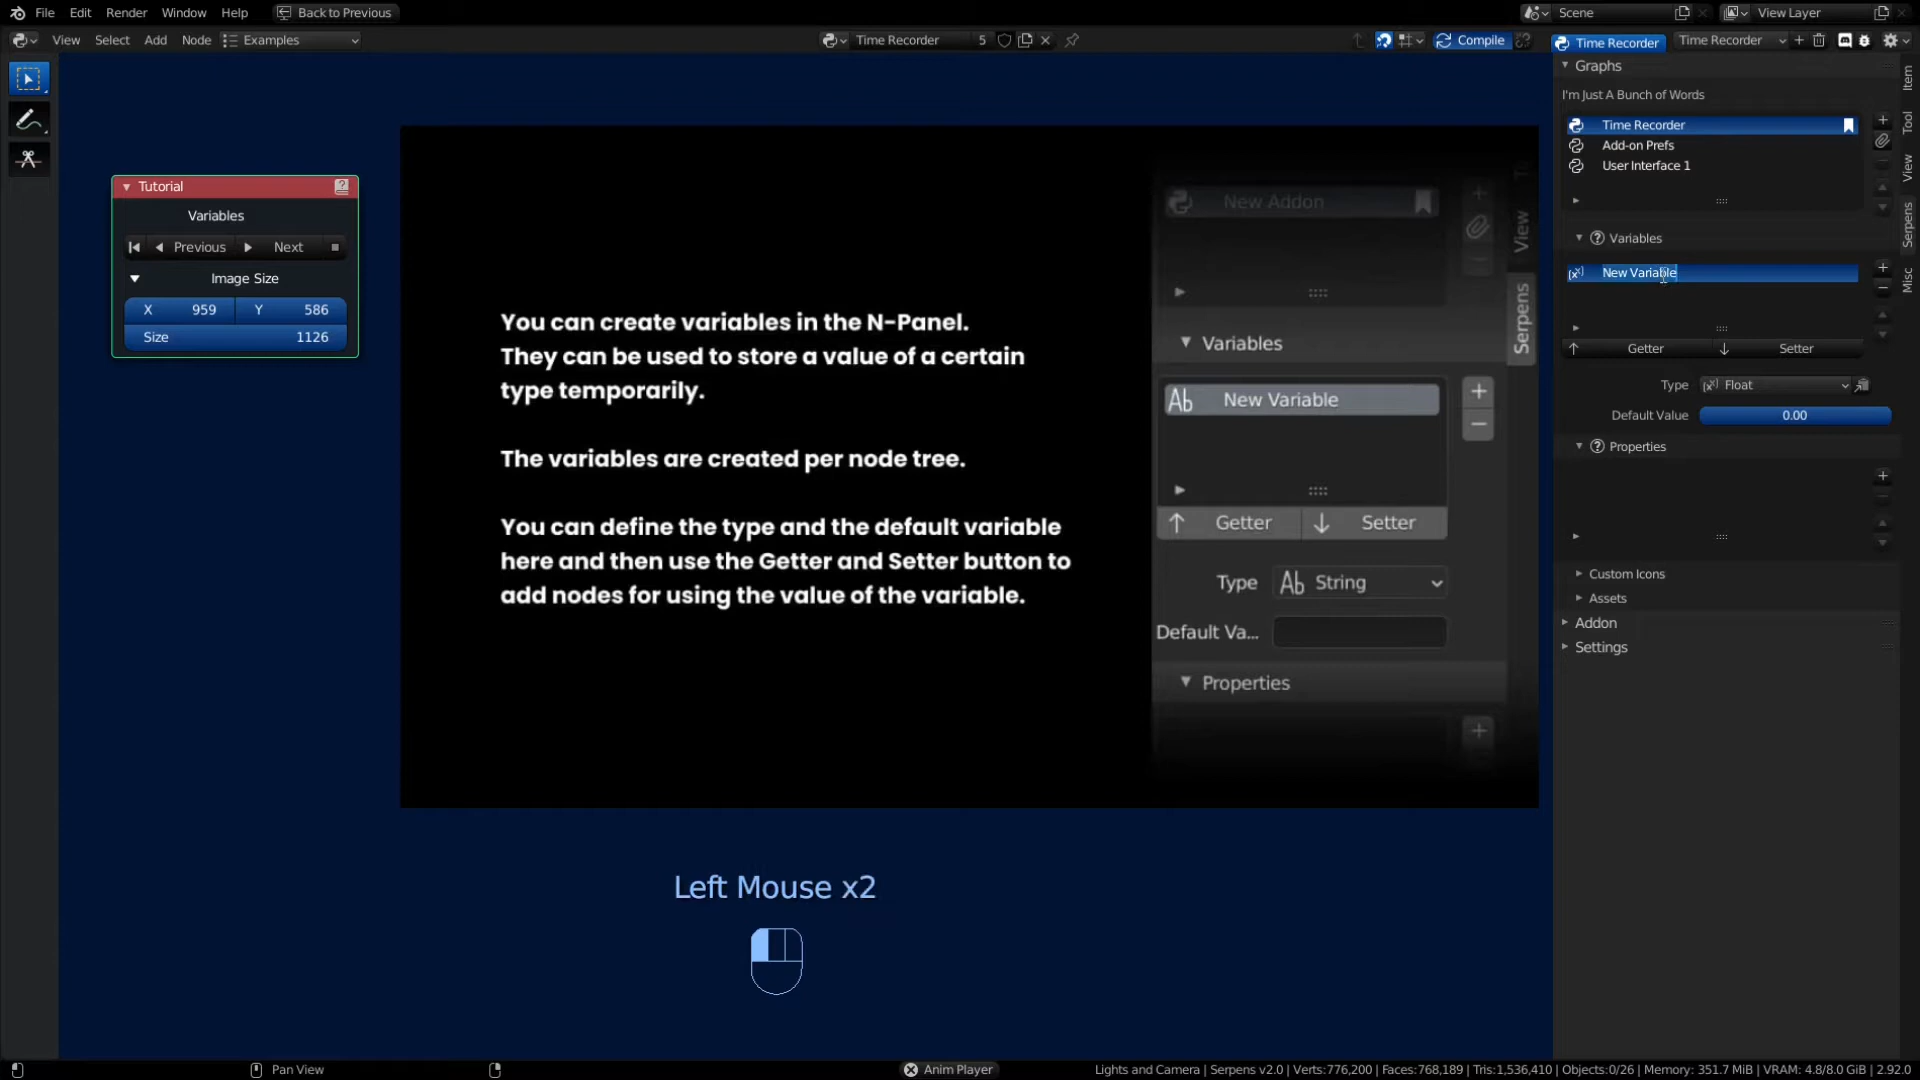 File Edit Render Window Help Back to Previous Scene View Layer
View Select Add Node Examples Time Recorder 5 Compile Time Recorder Time Recorder
Graphs
I'm Just A Bunch of Words
Time Recorder
Add-on Prefs
User Interface 1
Variables
New Variable
Getter Setter
Type Float
Default Value 0.00
Properties
Custom Icons
Assets
Addon
Settings
Item
Tool
View
Serpens
Misc
Tutorial
Variables
Previous Next
Image Size
X 959 Y 586
Size 1126
You can create variables in the N-Panel.
They can be used to store a value of a certain
type temporarily.
The variables are created per node tree.
You can define the type and the default variable
here and then use the Getter and Setter button to
add nodes for using the value of the variable.
New Addon
View
Serpens
Variables
Ab New Variable
Getter Setter
Type Ab String
Default Va...
Properties
Left Mouse x2
Pan View Anim Player Lights and Camera | Serpens v2.0 | Verts:776,200 | Faces:768,189 | Tris:1,536,410 | Objects:0/26 | Memory: 351.7 MiB | VRAM: 4.8/8.0 GiB | 2.92.0